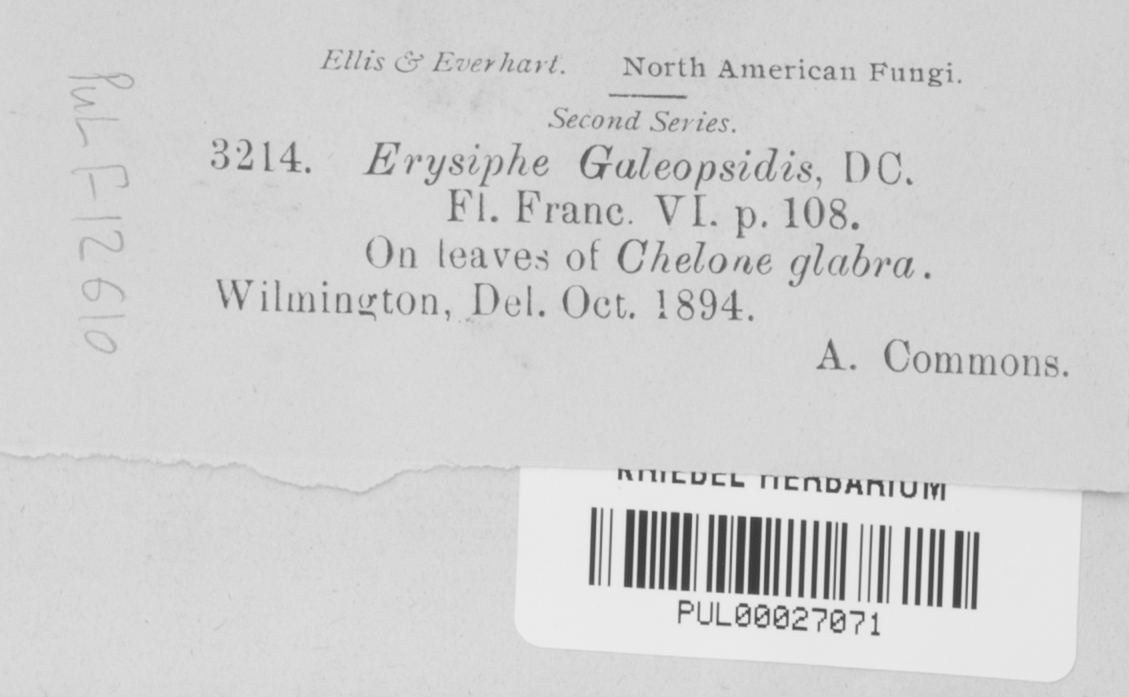 Ellis & Everhart. North American Fungi.
Second Series.
3214. Erysiphe Galeopsidis, DC.
Fl. Franc. VI. p. 108.
On leaves of Chelone glabra.
Wilmington, Del. Oct. 1894.
A. Commons.
PUL F12610
KRIEBEL HERBARIUM
PUL00027071